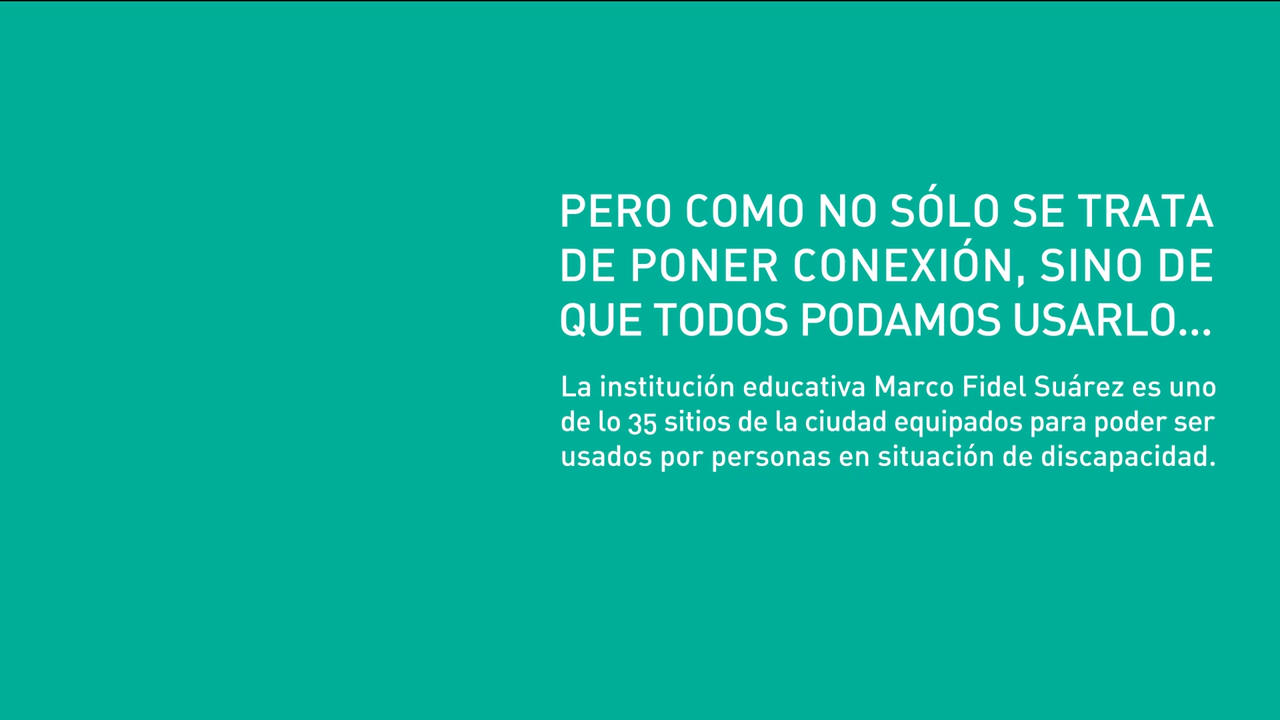 PERO COMO NO SÓLO SE TRATA
DE PONER CONEXIÓN, SINO DE
QUE TODOS PODAMOS USARLO...
La institución educativa Marco Fidel Suárez es uno
de lo 35 sitios de la ciudad equipados para poder ser
usados por personas en situación de discapacidad.